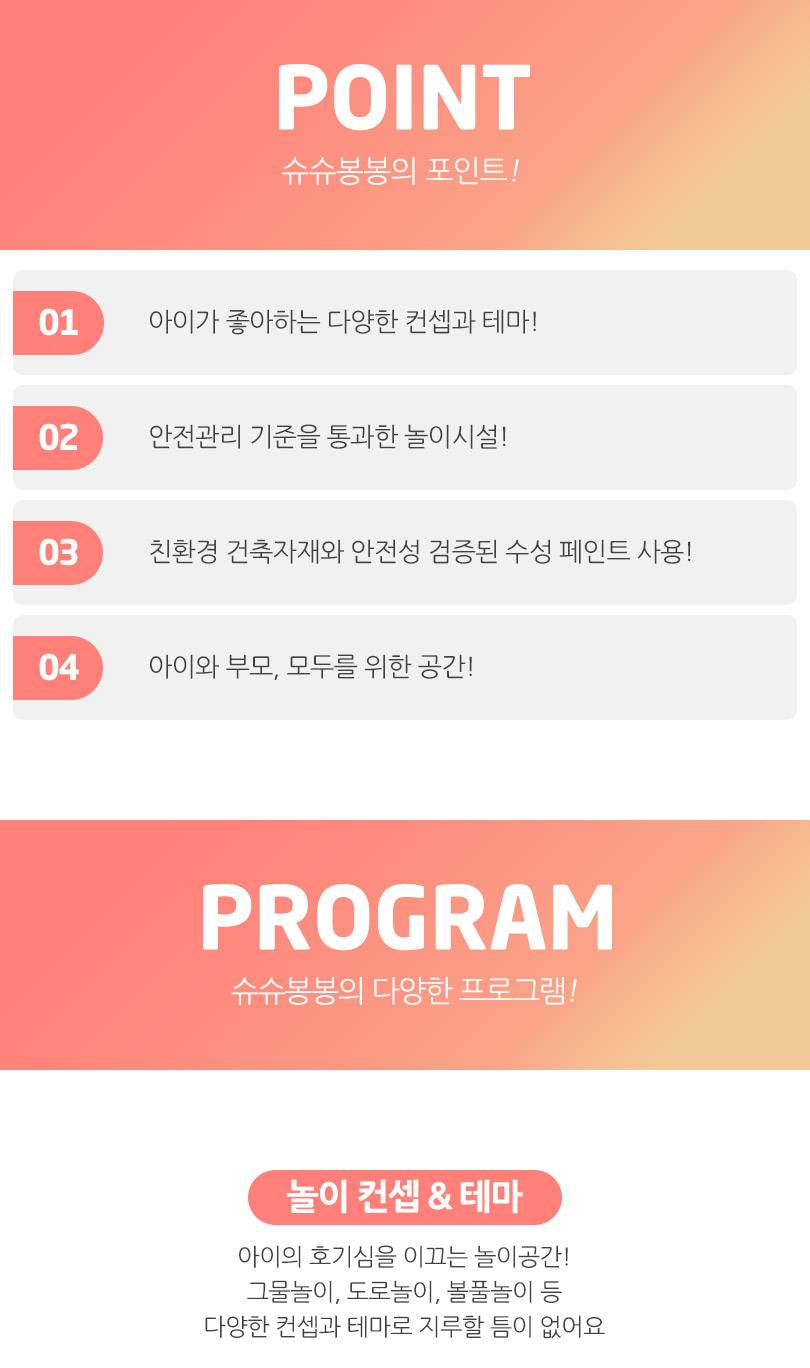 POINT
슈슈봉봉의 포인트!
01
아이가 좋아하는 다양한 컨셉과 테마!
02
안전관리 기준을 통과한 놀이시설!
03
친환경 건축자재와 안전성 검증된 수성 페인트 사용!
04
아이와 부모, 모두를 위한 공간!
PROGRAM
슈슈봉봉의 다양한 프로그램!
놀이 컨셉 & 테마
아이의 호기심을 이끄는 놀이공간!
그물놀이, 도로놀이, 볼풀놀이 등
다양한 컨셉과 테마로 지루할 틈이 없어요